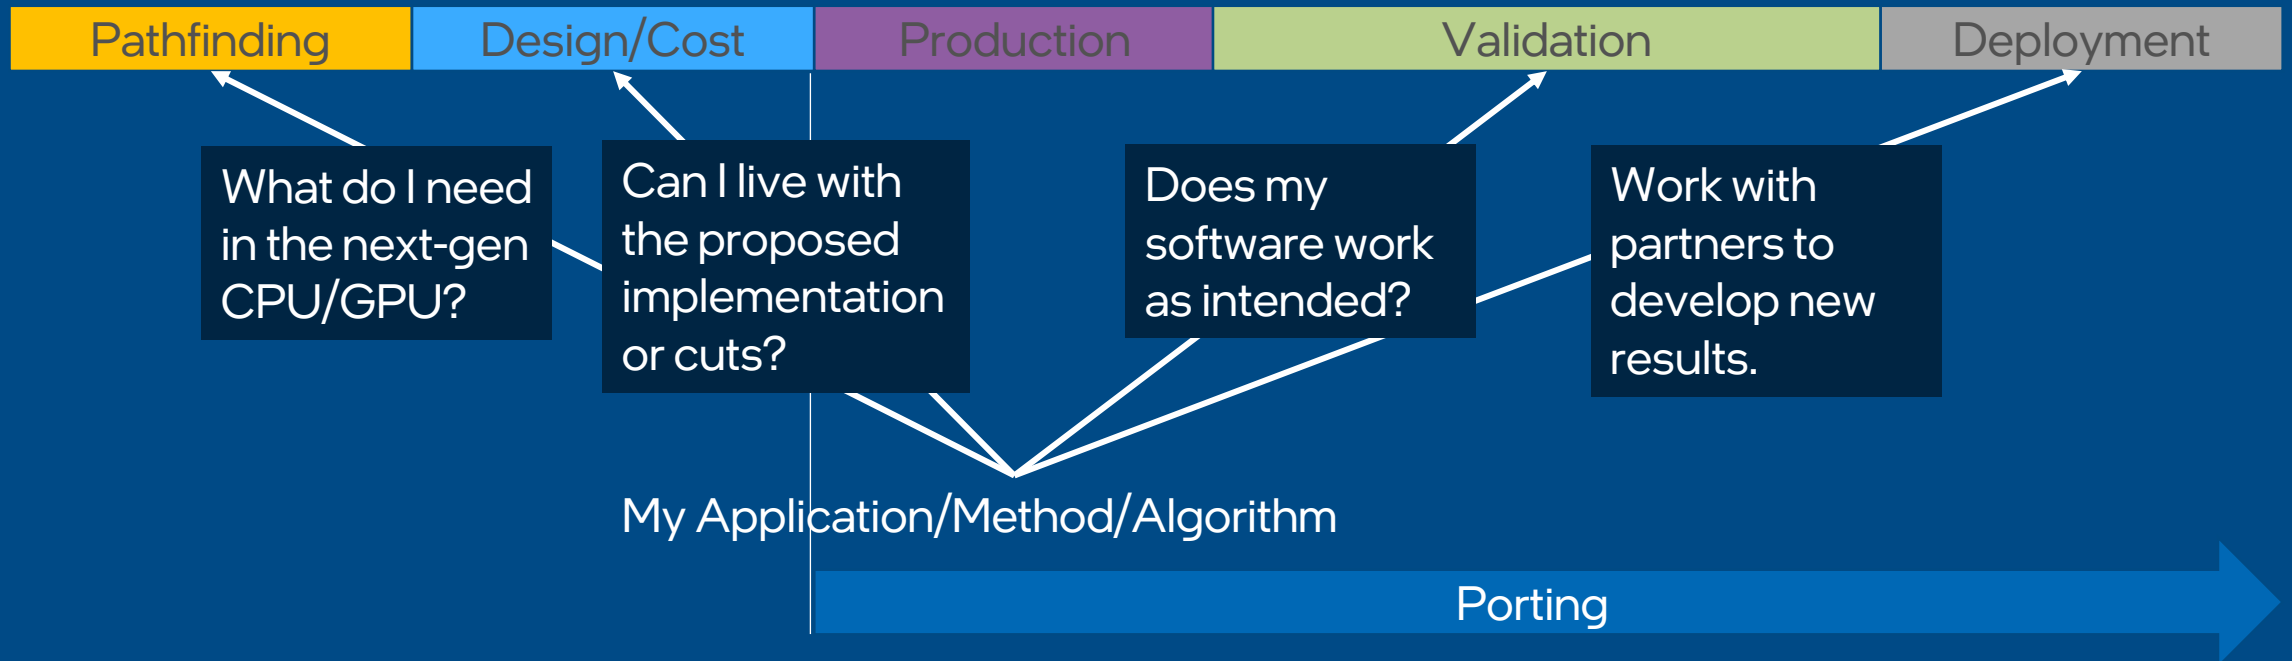 Pathfinding
Design/Cost
Production
Validation
Deployment
What do I need
in the next-gen
CPU/GPU?
Can I live with
the proposed
implementation
or cuts?
Does my
software work
as intended?
Work with
partners to
develop new
results.
My Application/Method/Algorithm
Porting